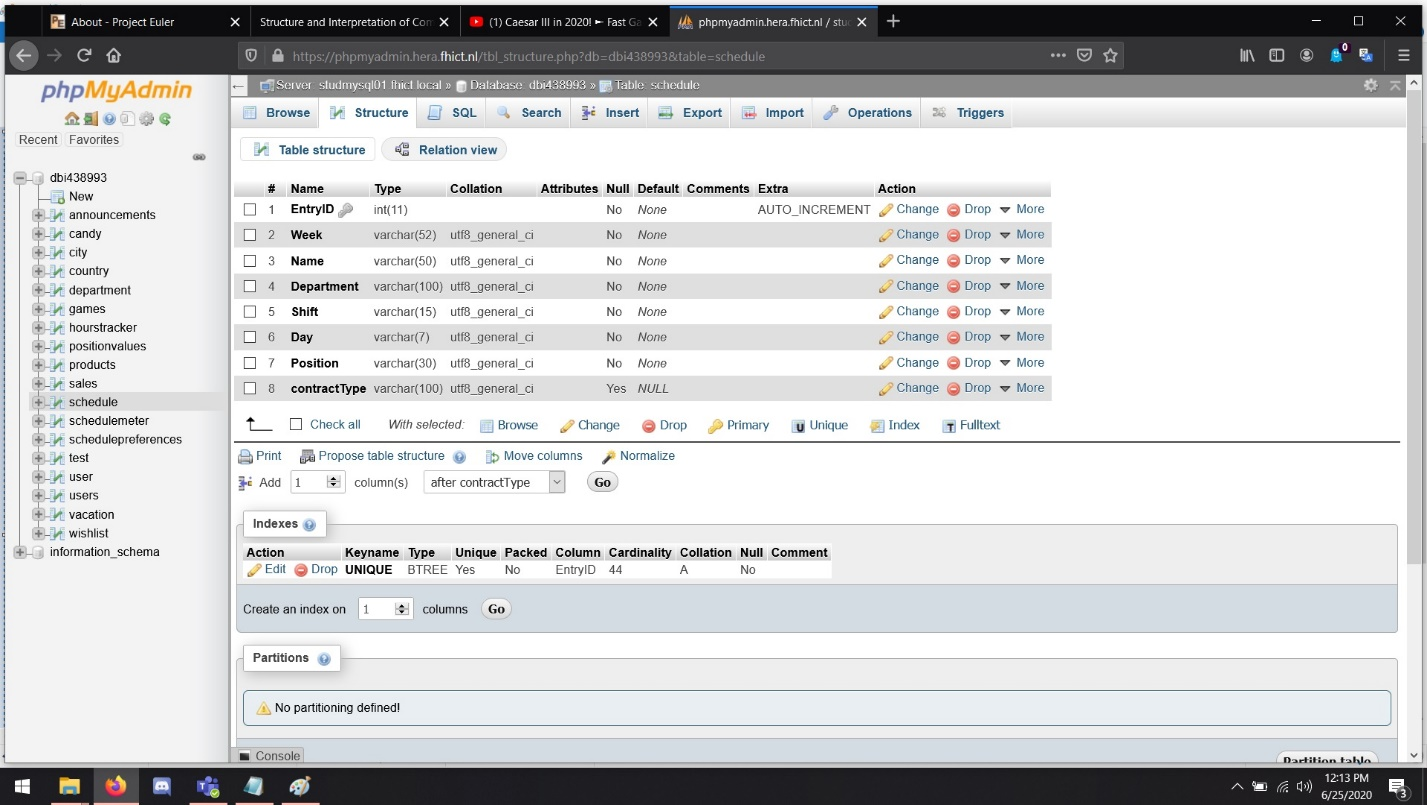 About - Project Euler
Structure and Interpretation of Com
(1) Caesar III in 2020! ► Fast Ga
phpmyadmin.hera.fhict.nl / stud
https://phpmyadmin.hera.fhict.nl/tbl_structure.php?db=dbi438993&table=schedule
0
phpMyAdmin
Recent Favorites
dbi438993
New
announcements
candy
city
country
department
games
hourstracker
positionvalues
products
sales
schedule
schedulemeter
schedulepreferences
test
user
users
vacation
wishlist
information_schema
Server studmysql01 fhict local » Database dbi438993 » Table schedule
Browse Structure SQL Search Insert Export Import Operations Triggers
Table structure Relation view
# Name Type Collation Attributes Null Default Comments Extra Action
1 EntryID int(11) No None AUTO_INCREMENT Change Drop More
2 Week varchar(52) utf8_general_ci No None Change Drop More
3 Name varchar(50) utf8_general_ci No None Change Drop More
4 Department varchar(100) utf8_general_ci No None Change Drop More
5 Shift varchar(15) utf8_general_ci No None Change Drop More
6 Day varchar(7) utf8_general_ci No None Change Drop More
7 Position varchar(30) utf8_general_ci No None Change Drop More
8 contractType varchar(100) utf8_general_ci Yes NULL Change Drop More
Check all With selected: Browse Change Drop Primary Unique Index Fulltext
Print Propose table structure Move columns Normalize
Add 1 column(s) after contractType Go
Indexes
Action Keyname Type Unique Packed Column Cardinality Collation Null Comment
Edit Drop UNIQUE BTREE Yes No EntryID 44 A No
Create an index on 1 columns Go
Partitions
No partitioning defined!
Partition table
Console
12:13 PM
6/25/2020
3